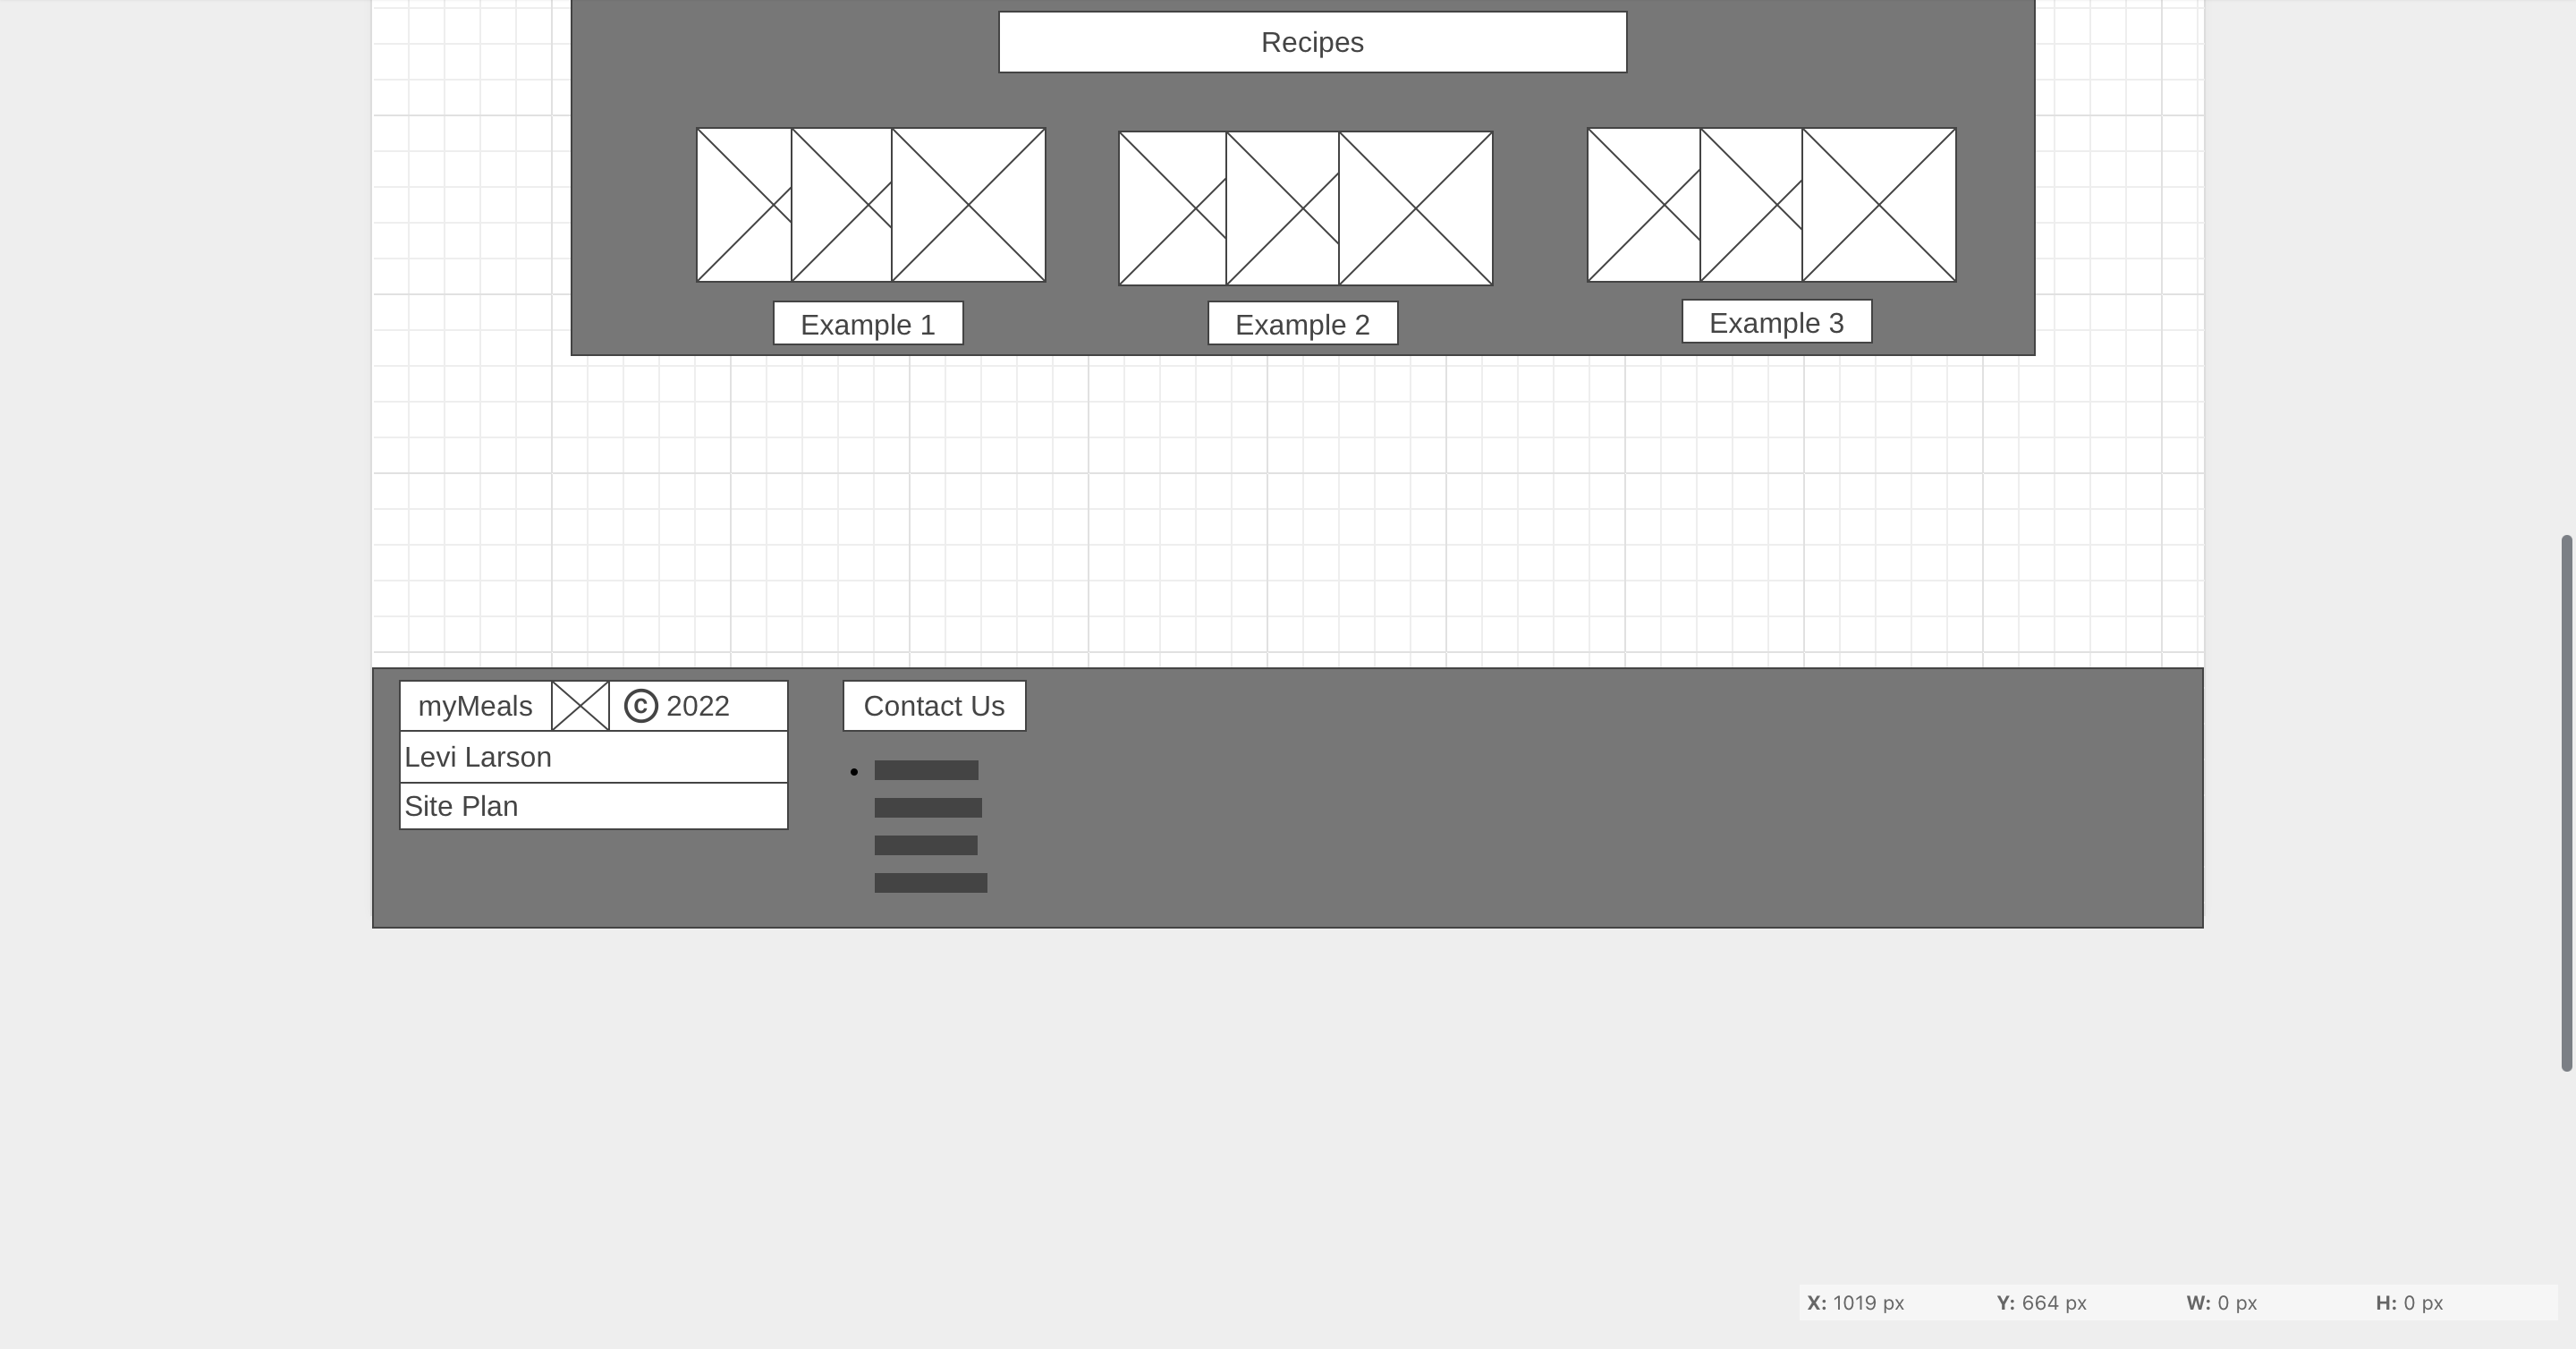 Recipes
Example 1
Example 2
Example 3
myMeals © 2022
Contact Us
Levi Larson
Site Plan
X: 1019 px Y: 664 px W: 0 px H: 0 px